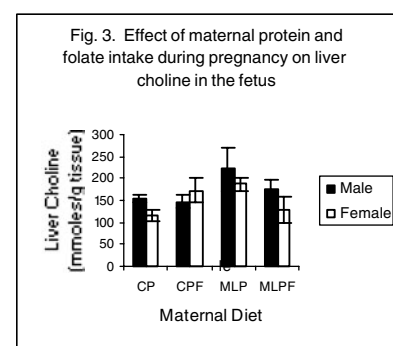 Fig. 3. Effect of maternal protein and
folate intake during pregnancy on liver
choline in the fetus
Liver Choline
(mmoles/g tissue)
300
250
200
150
100
50
0
CP
CPF
MLP
MLPF
Maternal Diet
Male
Female